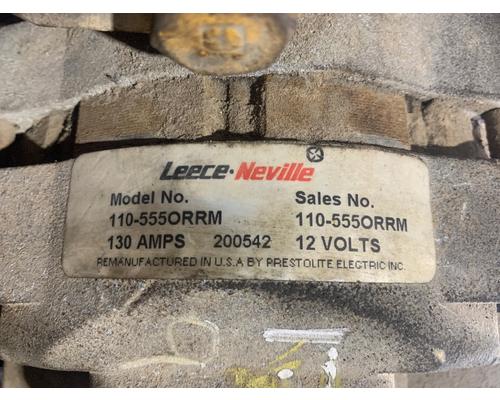 Leece-Neville
Model No. Sales No.
110-555ORRM 110-555ORRM
130 AMPS 200542 12 VOLTS
REMANUFACTURED IN U.S.A BY PRESTOLITE ELECTRIC INC.